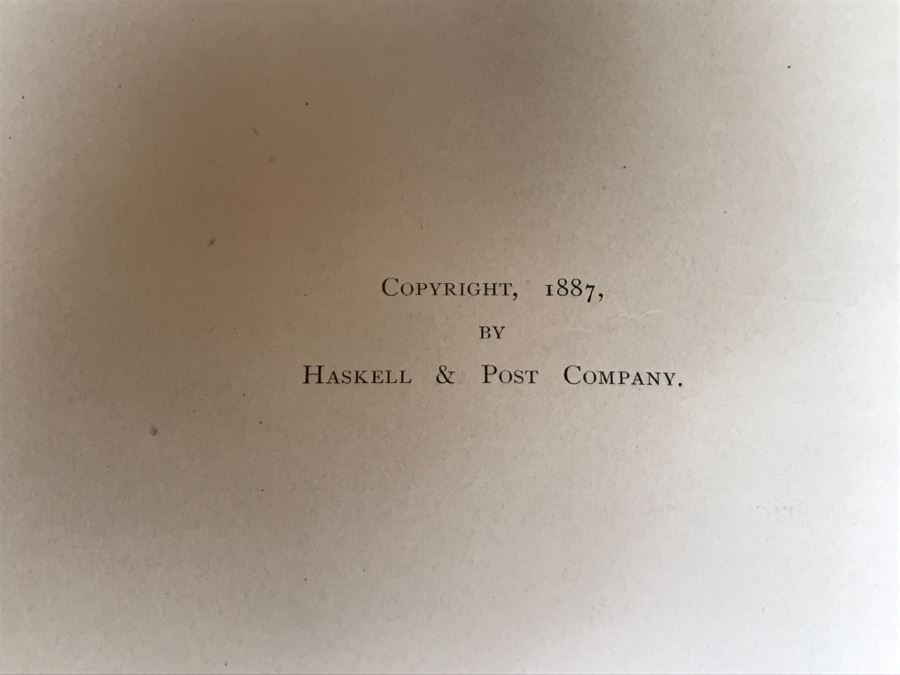 Copyright, 1887,
by
Haskell & Post Company.